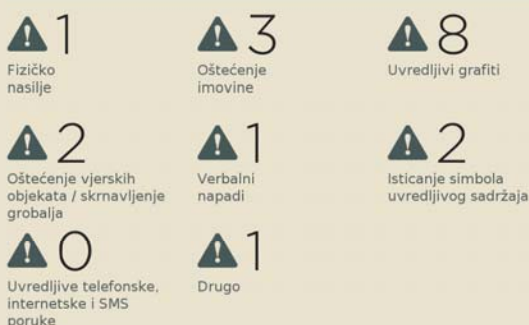 1
Fizičko
nasilje
3
Oštećenje
imovine
8
Uvredljivi grafiti
2
Oštećenje vjerskih
objekata / skrnavljenje
grobalja
1
Verbalni
napadi
2
Isticanje simbola
uvredljivog sadržaja
0
Uvredljive telefonske,
internetske i SMS
poruke
1
Drugo